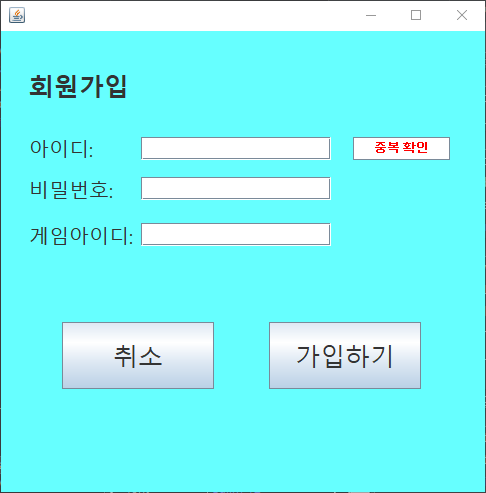 회원가입
아이디: 중복 확인
비밀번호:
게임아이디:
취소 가입하기